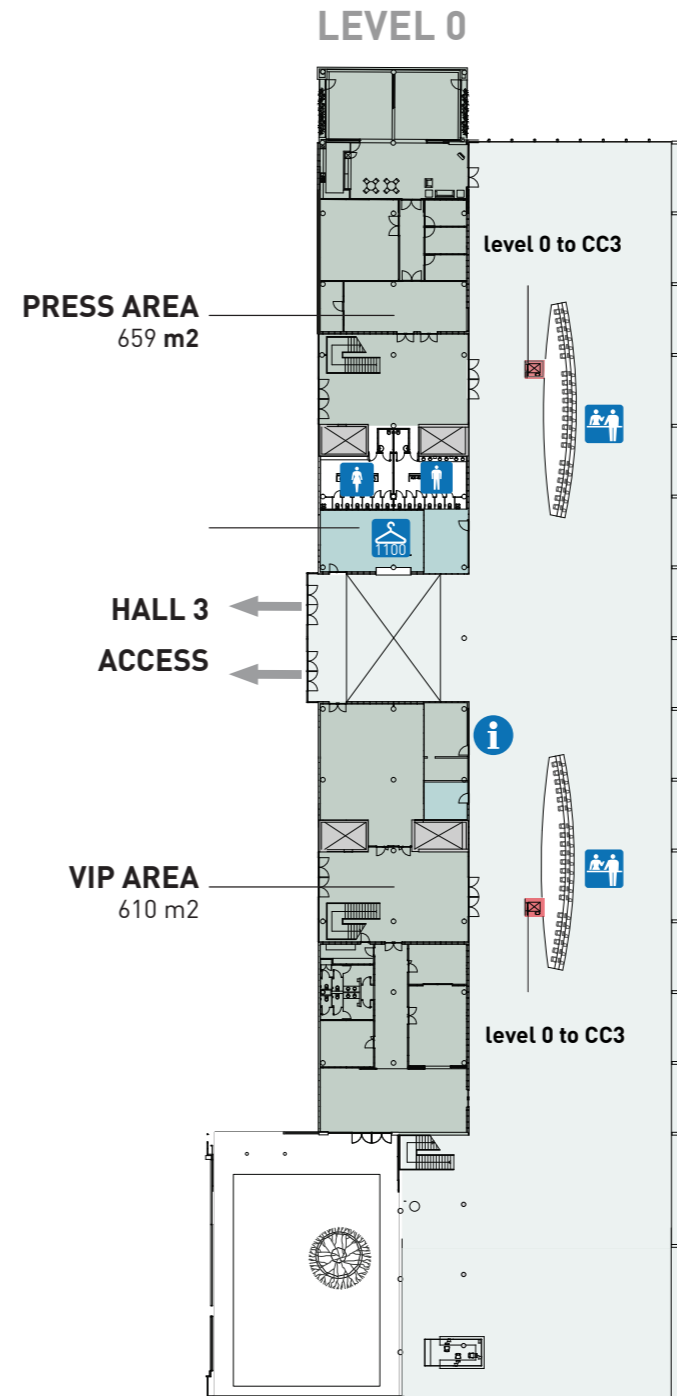 LEVEL 0
level 0 to CC3
PRESS AREA
659 m2
1100
HALL 3
ACCESS
i
VIP AREA
610 m2
level 0 to CC3